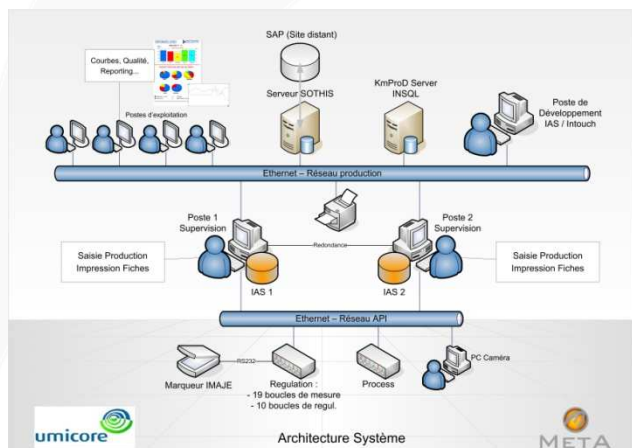 SAP (Site distant)
Courbes, Qualité,
Reporting...
Serveur SOTHIS
KmProD Server
INSQL
Poste de
Développement
IAS / Intouch
Postes d'exploitation
Ethernet – Réseau production
Poste 1
Supervision
Poste 2
Supervision
Redondance
Saisie Production
Impression Fiches
Saisie Production
Impression Fiches
IAS 1
IAS 2
Ethernet – Réseau API
RS232
PC Caméra
Marqueur IMAJE
Regulation :
- 19 boucles de mesure
- 10 boucles de regul.
Process
umicore
Architecture Système
META